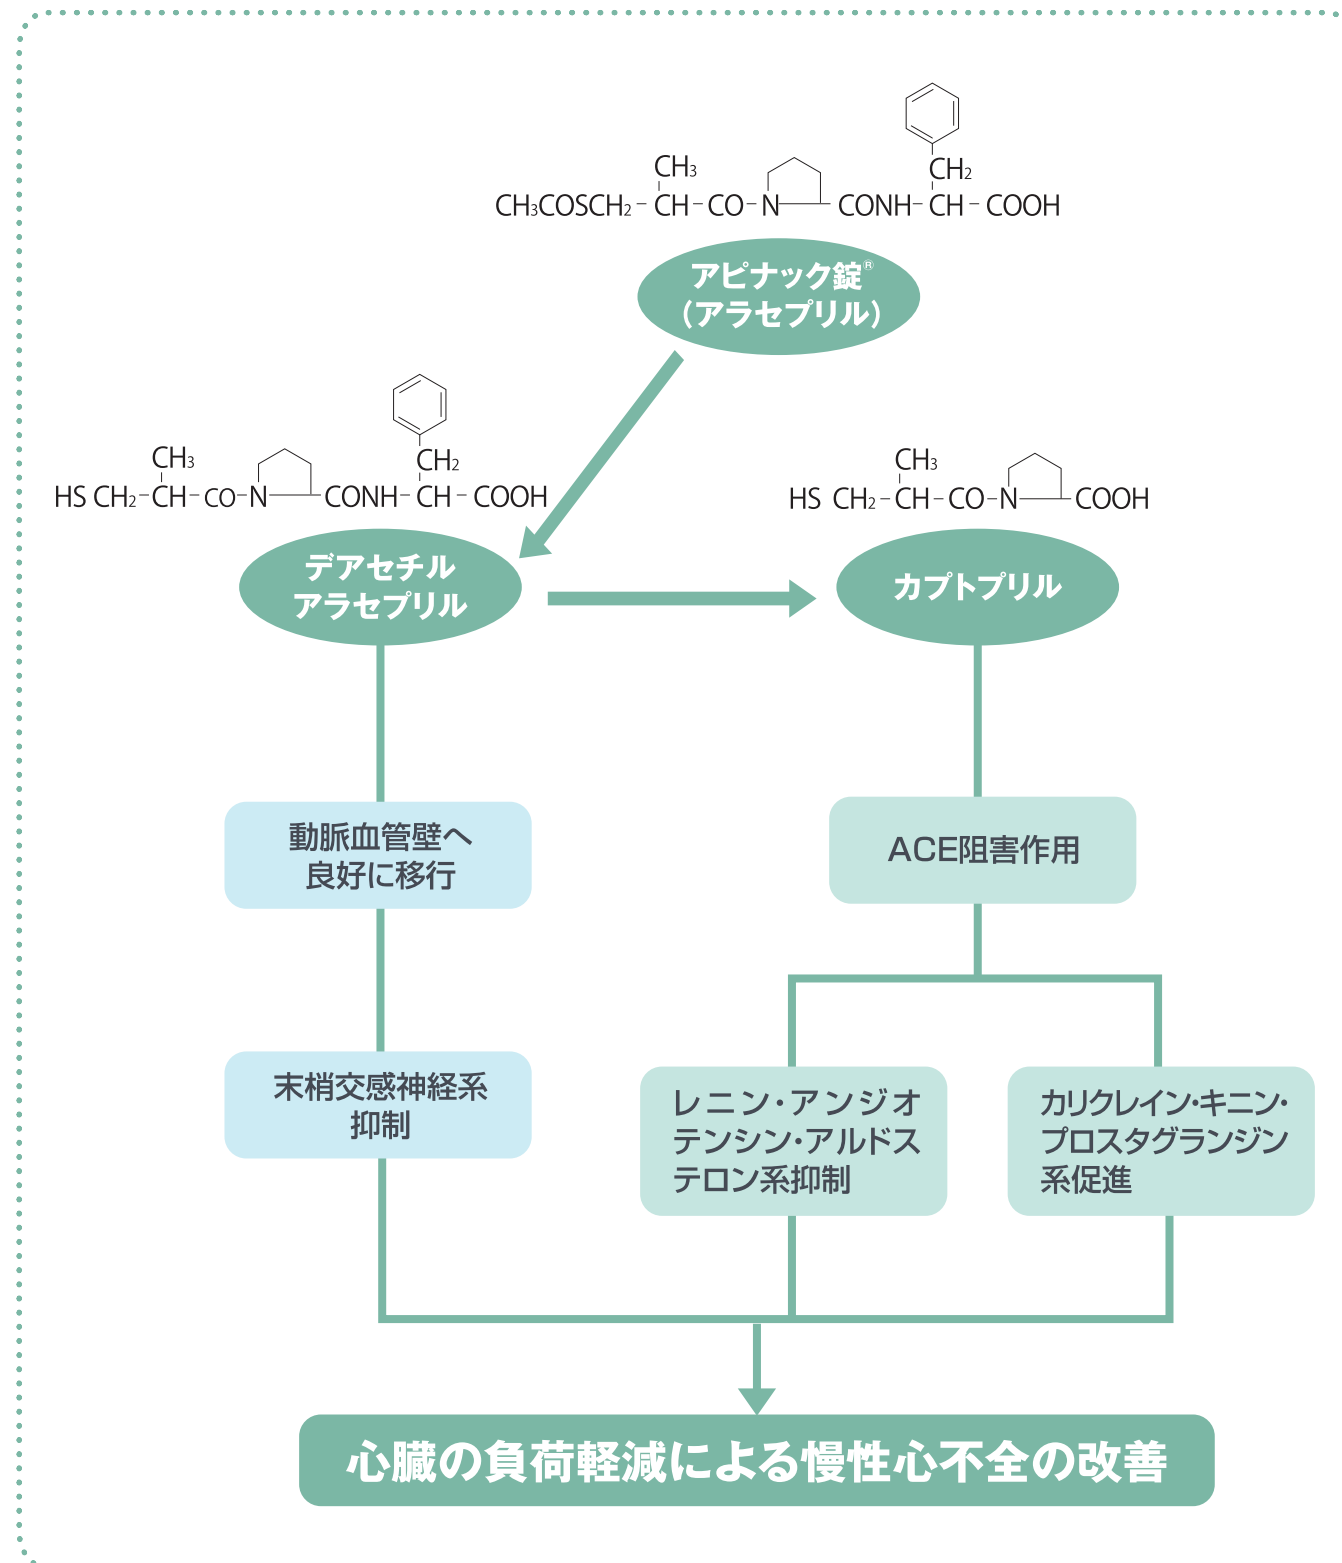 CH3
CH2
CH3COSCH2-CH-CO-N CONH-CH-COOH
アピナック錠®
(アラセプリル)
CH3
CH2
HS CH2-CH-CO-N CONH-CH-COOH
デアセチル
アラセプリル
CH3
HS CH2-CH-CO-N COOH
カプトプリル
動脈血管壁へ
良好に移行
末梢交感神経系
抑制
ACE阻害作用
レニン・アンジオ
テンシン・アルドス
テロン系抑制
カリクレイン・キニン・
プロスタグランジン
系促進
心臓の負荷軽減による慢性心不全の改善